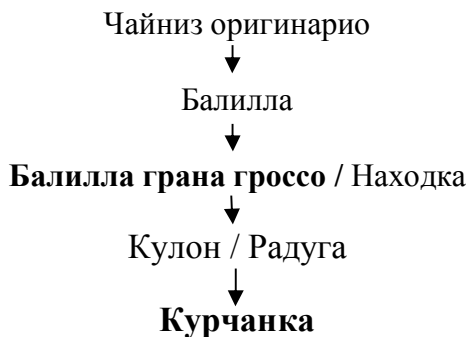 Чайниз оригинарио
Балилла
Балилла грана гроссо / Находка
Кулон / Радуга
Курчанка